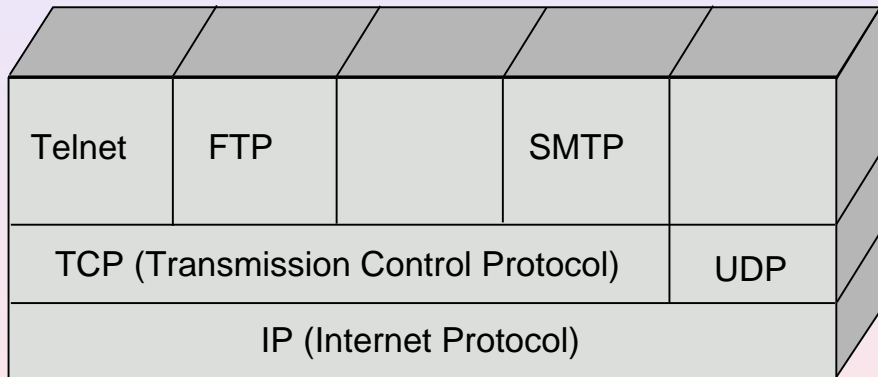 Telnet FTP SMTP
TCP (Transmission Control Protocol) UDP
IP (Internet Protocol)